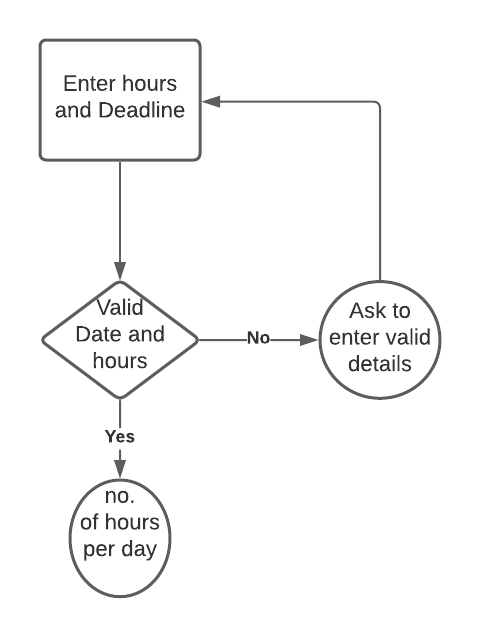 Enter hours
and Deadline
Valid
Date and
hours
No
Ask to
enter valid
details
Yes
no.
of hours
per day